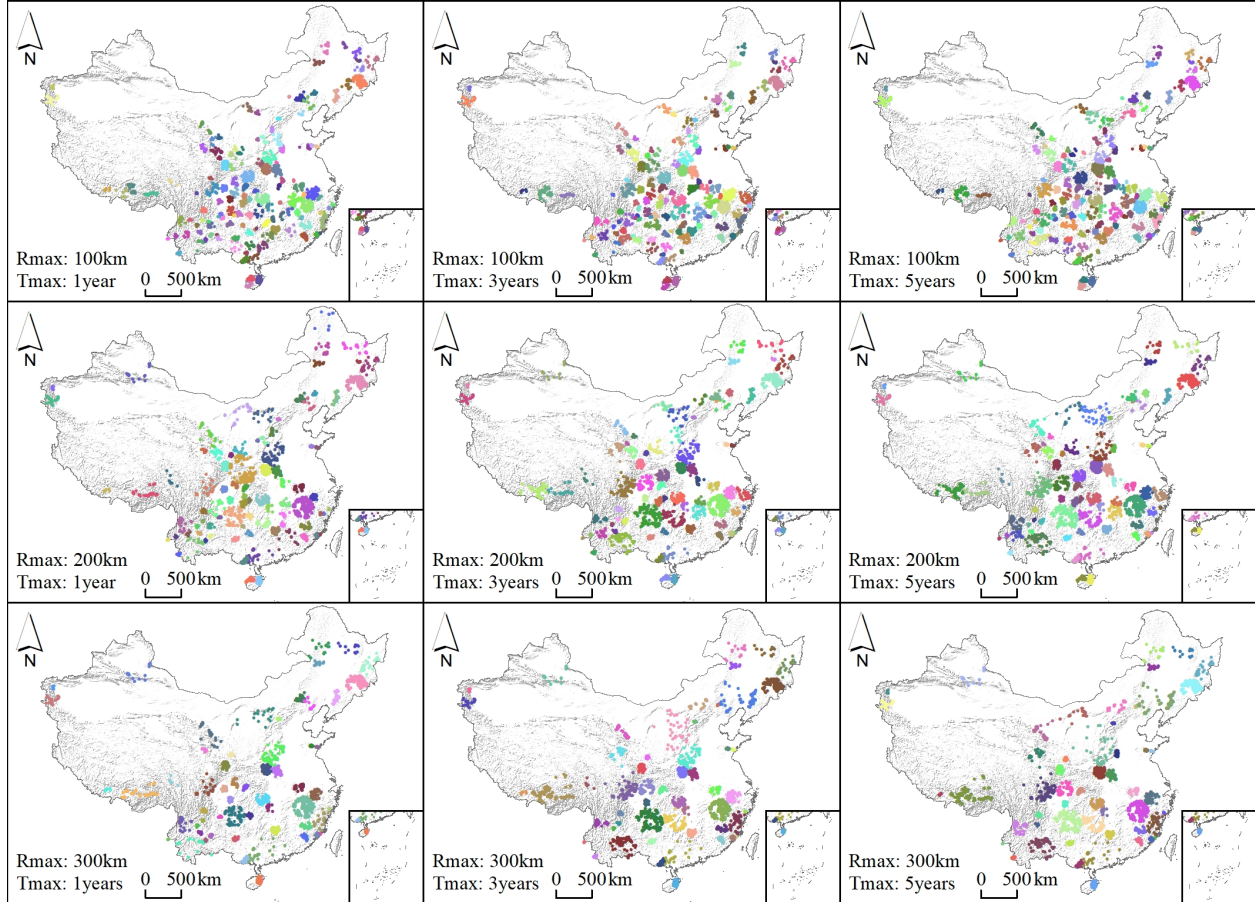 N
Rmax: 100km
Tmax: 1year
0 500km
N
Rmax: 100km
Tmax: 3years
0 500km
N
Rmax: 100km
Tmax: 5years
0 500km
N
Rmax: 200km
Tmax: 1year
0 500km
N
Rmax: 200km
Tmax: 3years
0 500km
N
Rmax: 200km
Tmax: 5years
0 500km
N
Rmax: 300km
Tmax: 1years
0 500km
N
Rmax: 300km
Tmax: 3years
0 500km
N
Rmax: 300km
Tmax: 5years
0 500km